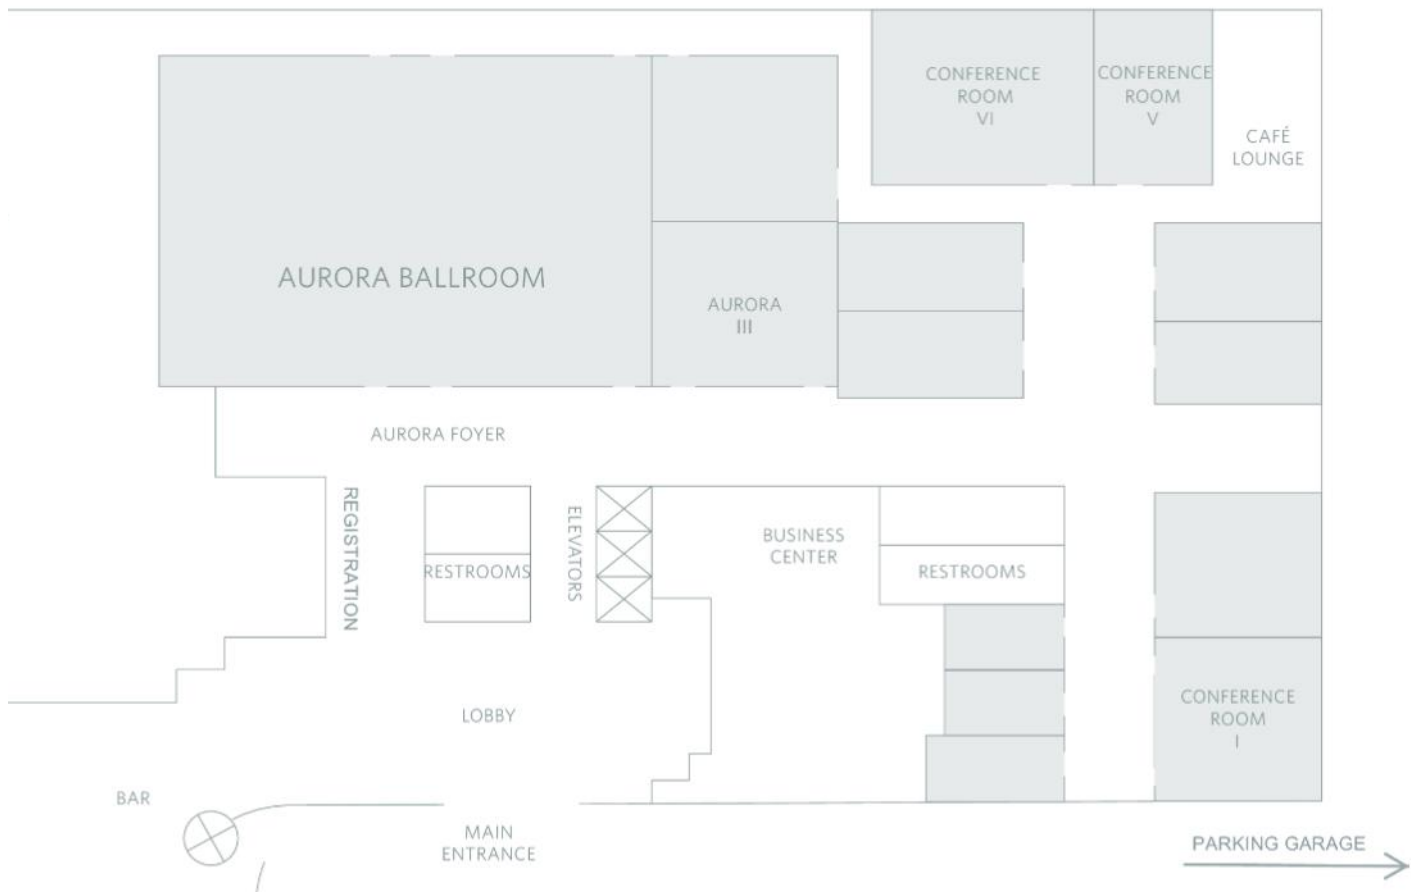 CONFERENCE
ROOM
VI
CONFERENCE
ROOM
V
CAFÉ
LOUNGE
AURORA BALLROOM
AURORA
III
AURORA FOYER
REGISTRATION
RESTROOMS
ELEVATORS
BUSINESS
CENTER
RESTROOMS
LOBBY
CONFERENCE
ROOM
I
BAR
MAIN
ENTRANCE
PARKING GARAGE